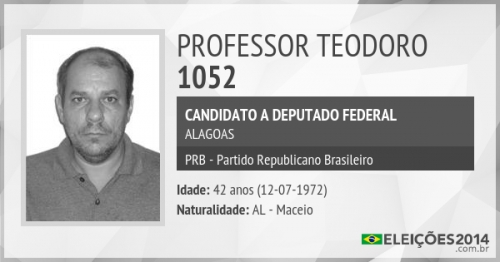 PROFESSOR TEODORO
1052
CANDIDATO A DEPUTADO FEDERAL
ALAGOAS
PRB - Partido Republicano Brasileiro
Idade: 42 anos (12-07-1972)
Naturalidade: AL - Maceio
ELEIÇÕES2014
.com.br